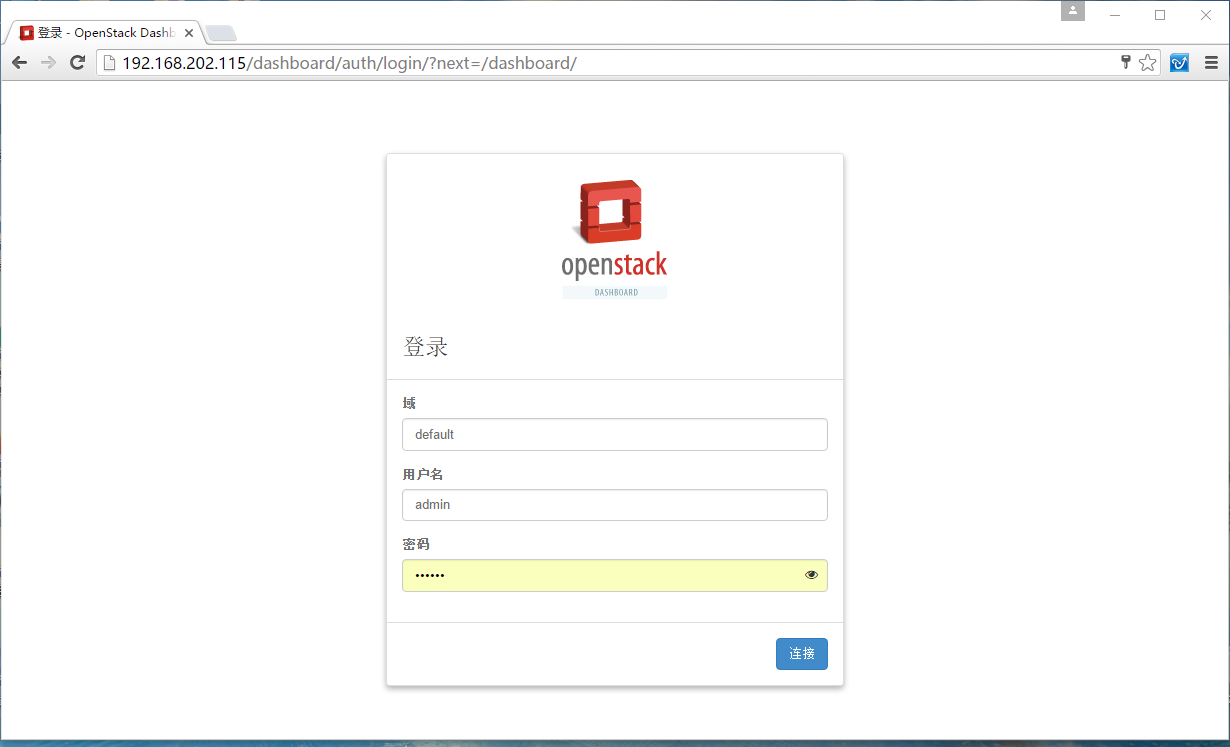 登录 - OpenStack Dashb
192.168.202.115/dashboard/auth/login/?next=/dashboard/
openstack
DASHBOARD
登录
域
default
用户名
admin
密码
••••••
连接